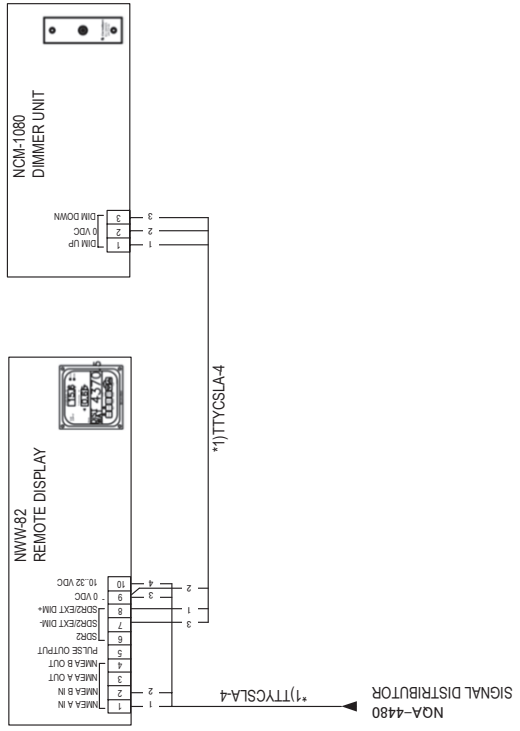 NCM-1080
DIMMER UNIT
DIM DOWN 3 3
0 VDC 2 2
DIM UP 1 1
NWW-82
REMOTE DISPLAY
10..32 VDC 10 4
0 VDC 9 3 2
SDR2/EXT DIM+ 8 1
SDR2/EXT DIM- 7 3
SDR2 6
PULSE OUTPUT 5
NMEA B OUT 4
NMEA A OUT 3
NMEA B IN 2 2
NMEA A IN 1 1
*1)TTYCSLA-4
*1)TTYCSLA-4
NQA-4480
SIGNAL DISTRIBUTOR